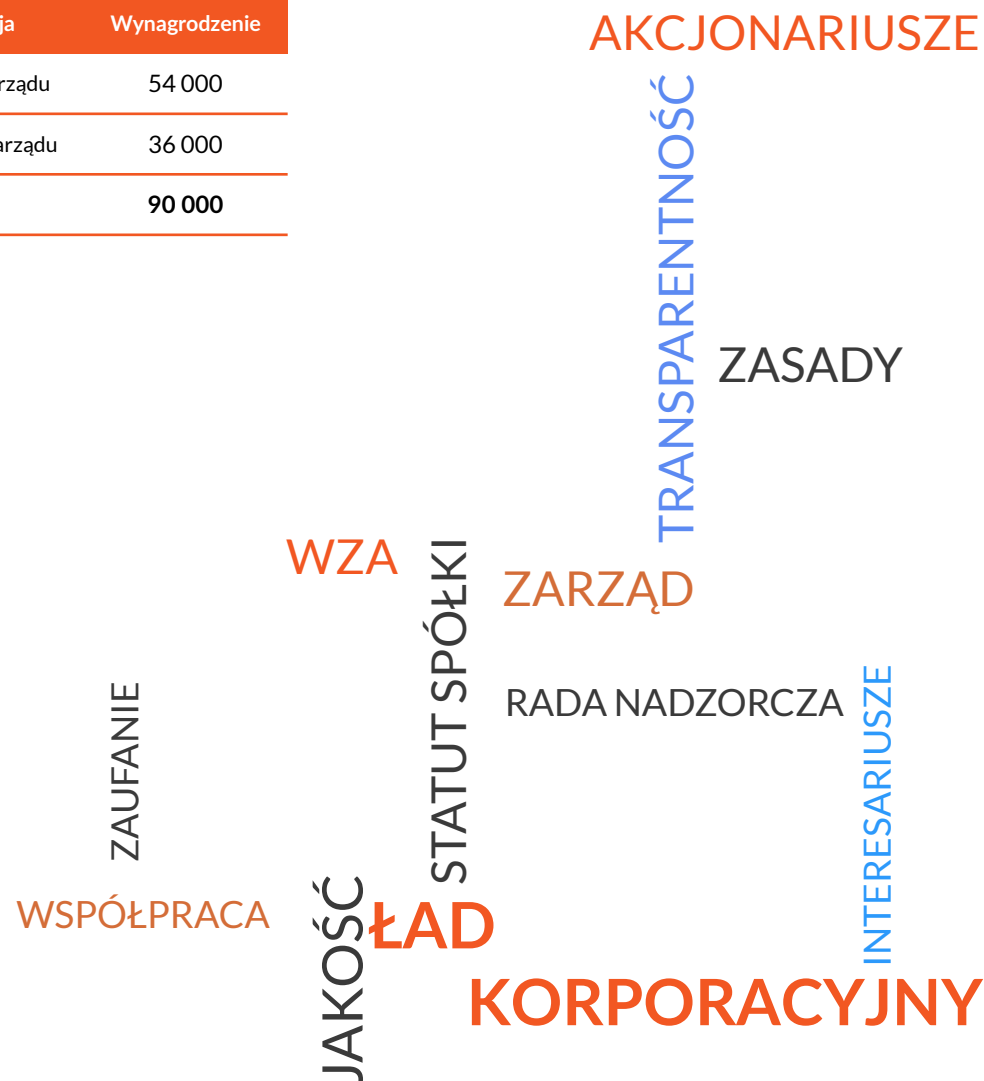 Wynagrodzenie
54 000
36 000
90 000
AKCJONARIUSZE
TRANSPARENTNOŚĆ
ZASADY
WZA
STATUT SPÓŁKI
ZARZĄD
RADA NADZORCZA
INTERESARIUSZE
ZAUFANIE
WSPÓŁPRACA
JAKOŚĆ
ŁAD
KORPORACYJNY